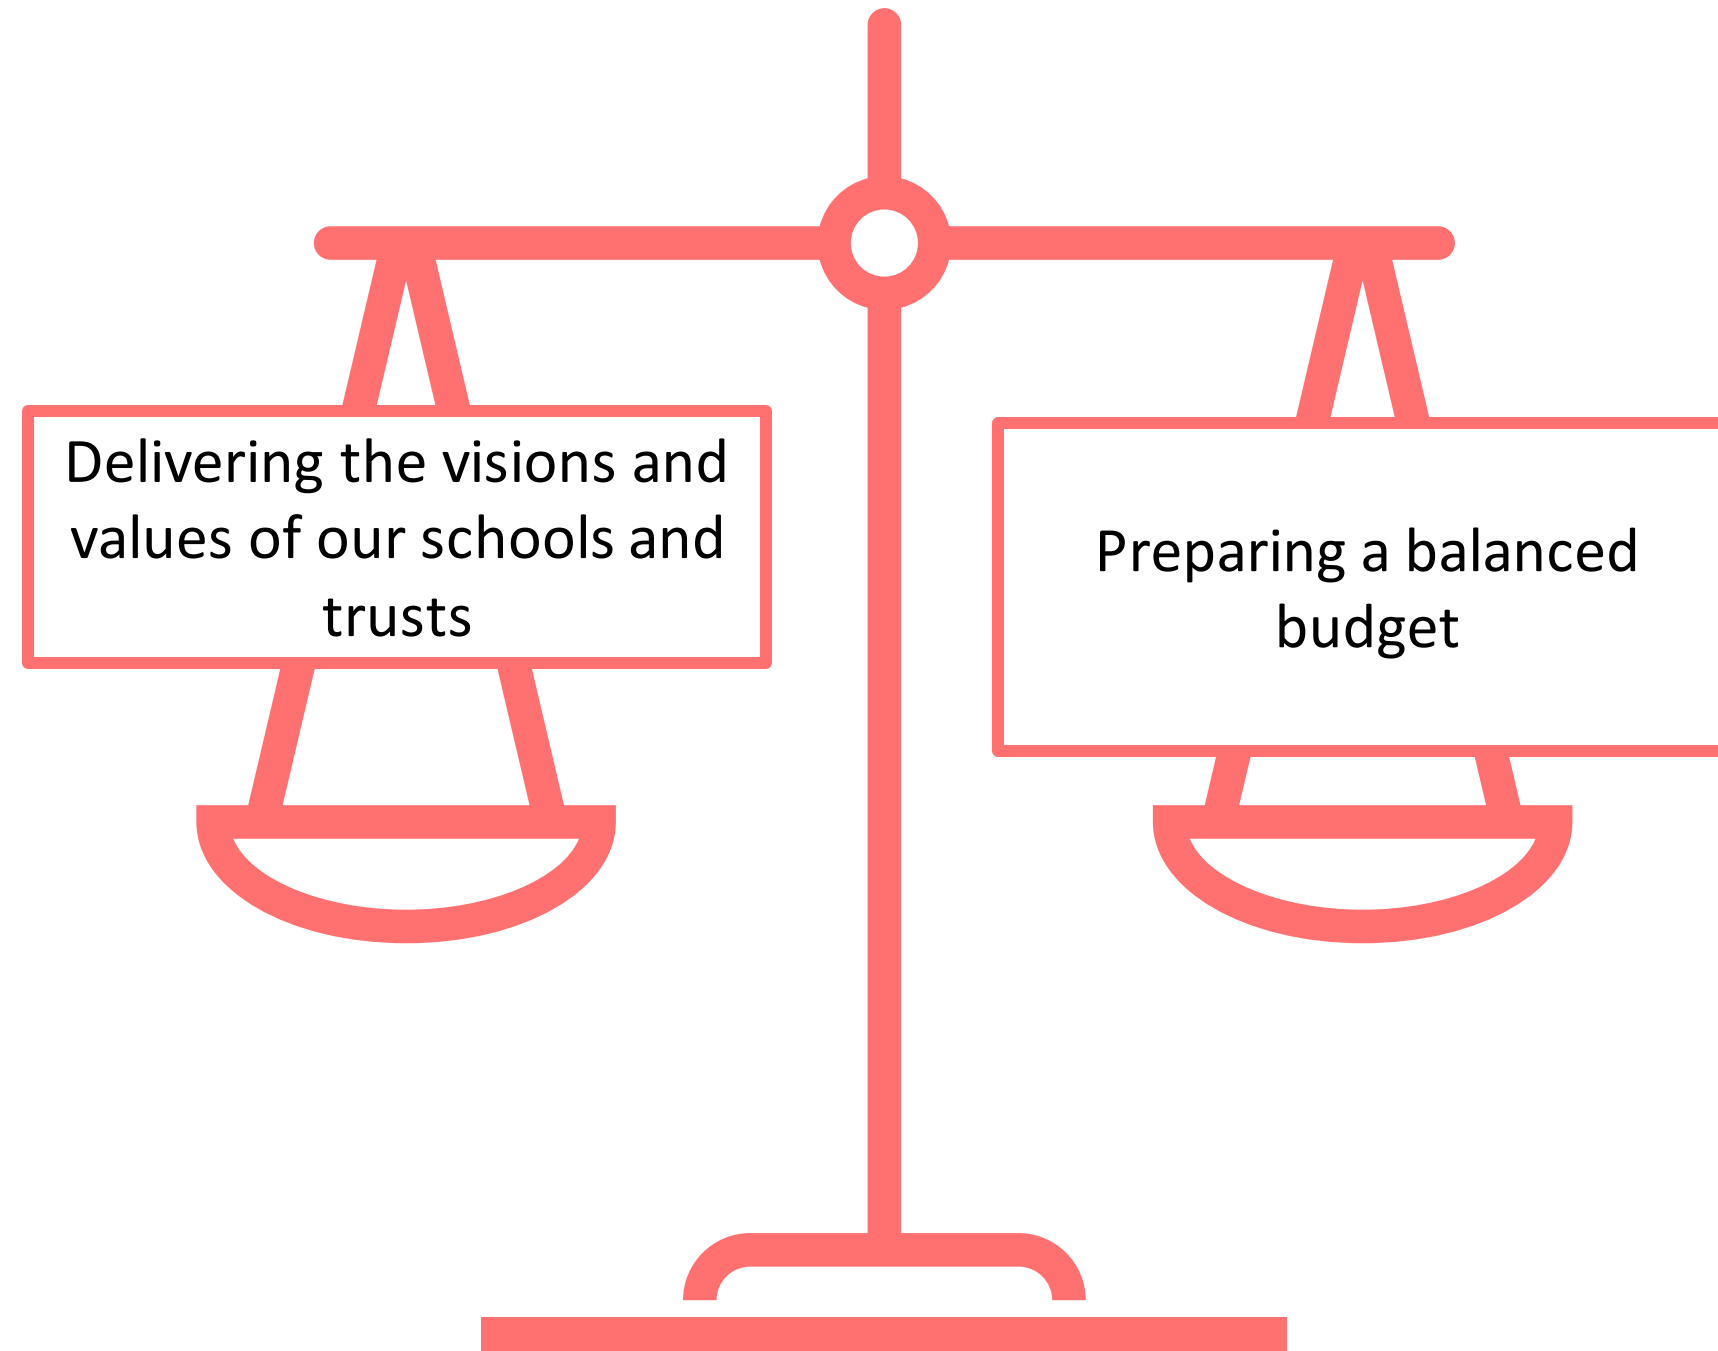 Delivering the visions and
values of our schools and
trusts
Preparing a balanced
budget